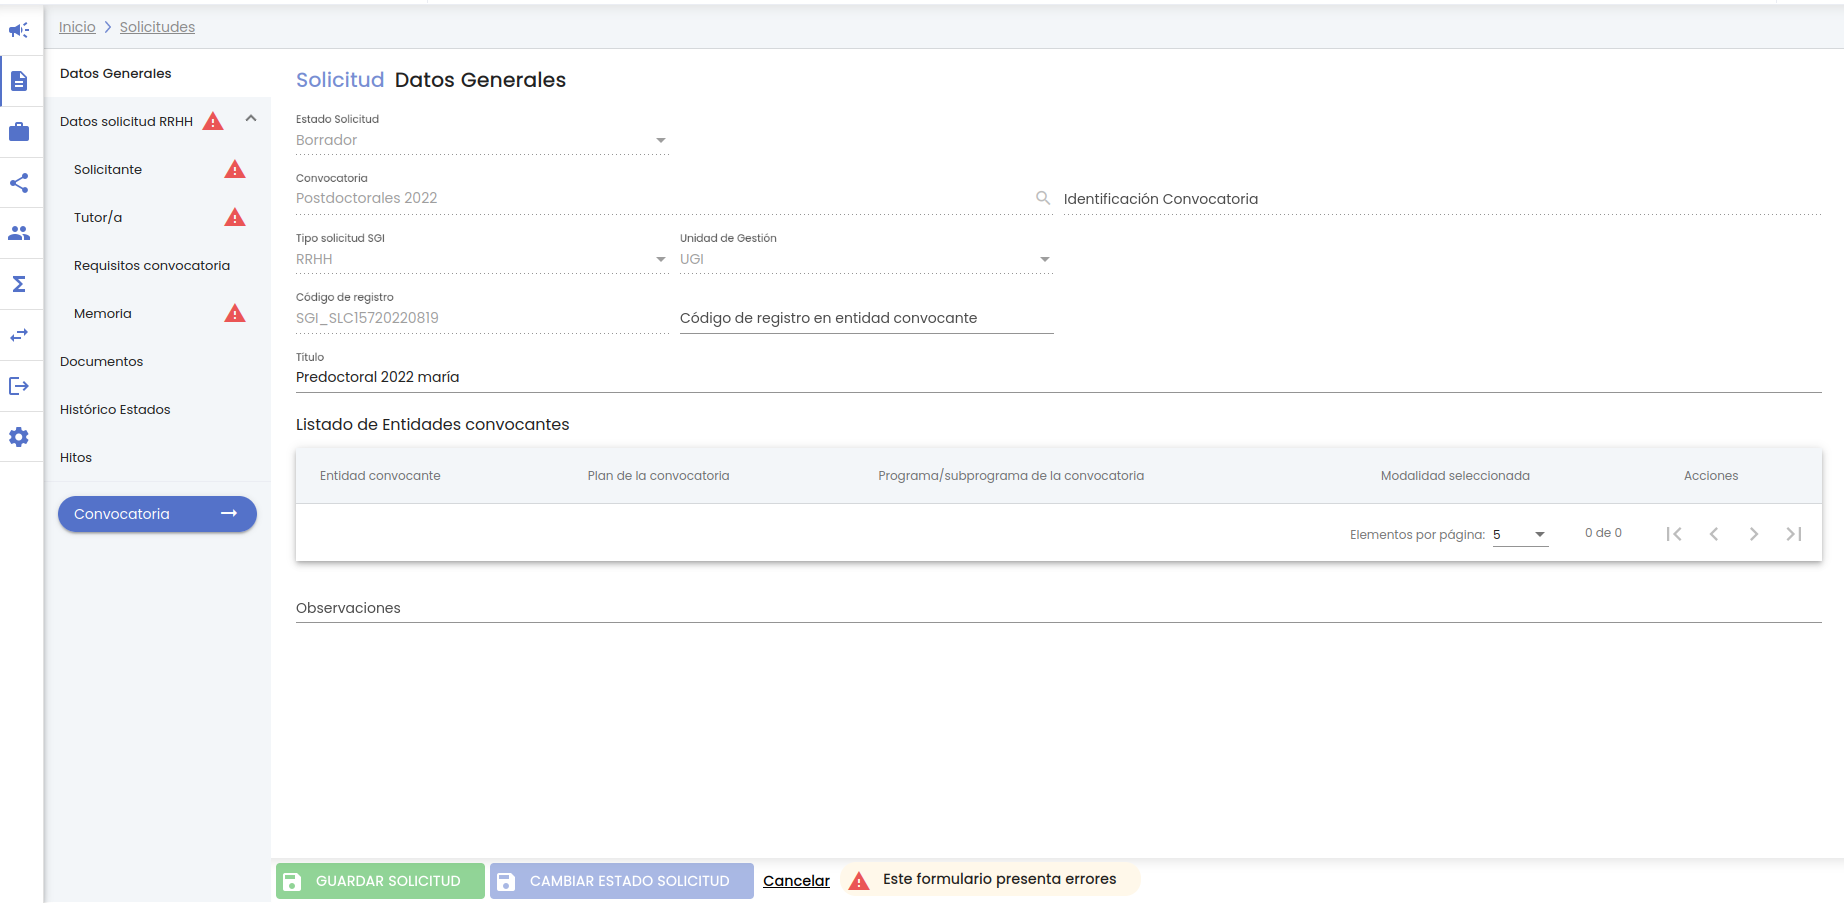 Inicio > Solicitudes
Datos Generales
Datos solicitud RRHH
Solicitante
Tutor/a
Requisitos convocatoria
Memoria
Documentos
Histórico Estados
Hitos
Convocatoria
Solicitud Datos Generales
Estado Solicitud
Borrador
Convocatoria
Postdoctorales 2022
Identificación Convocatoria
Tipo solicitud SGI
RRHH
Unidad de Gestión
UGI
Código de registro
SGI_SLC15720220819
Código de registro en entidad convocante
Título
Predoctoral 2022 maría
Listado de Entidades convocantes
Entidad convocante Plan de la convocatoria Programa/subprograma de la convocatoria Modalidad seleccionada Acciones
Elementos por página: 5 0 de 0
Observaciones
GUARDAR SOLICITUD CAMBIAR ESTADO SOLICITUD Cancelar Este formulario presenta errores